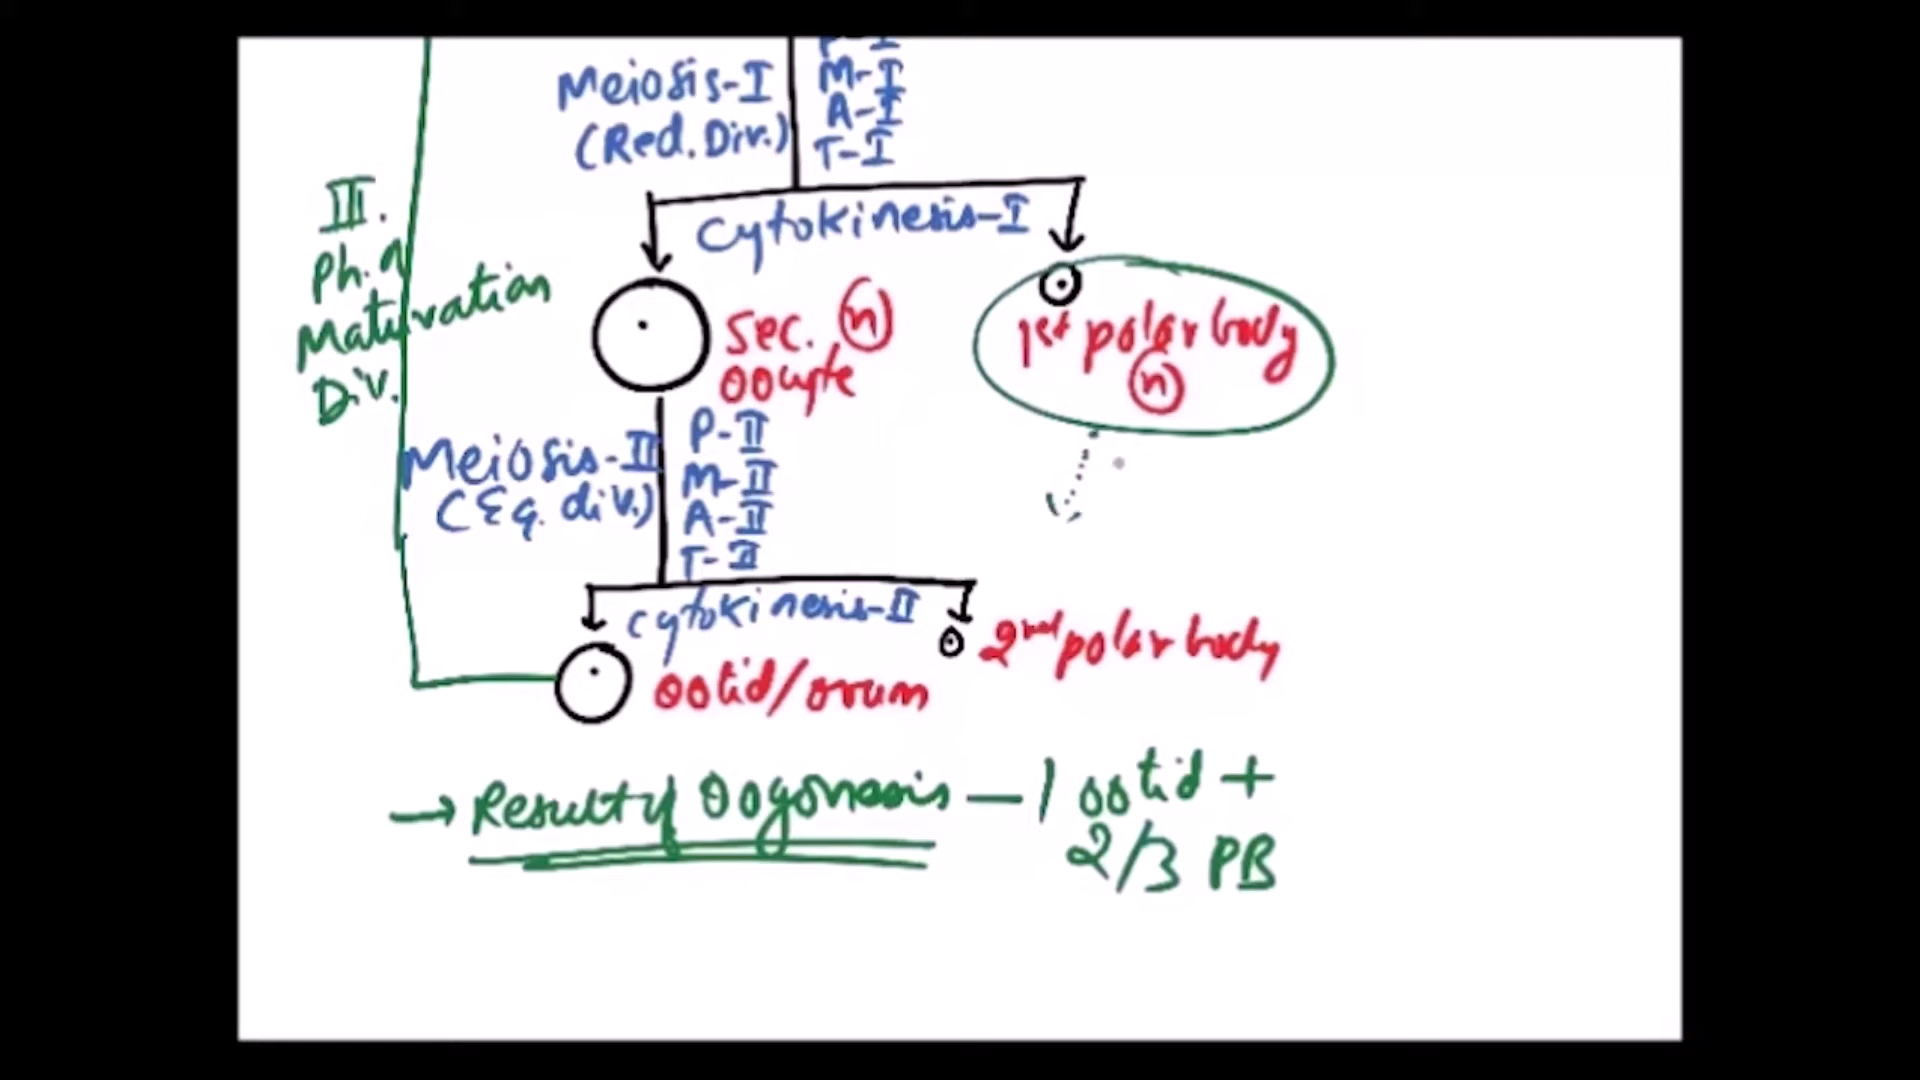 P-I
Meiosis-I
M-I
A-I
(Red. Div.)
T-I
Cytokinesis-I
III.
Ph. of
Maturation
Div.
Sec. n
oocyte
1st polar body
n
Meiosis-II
(Eq. div.)
P-II
M-II
A-II
T-II
Cytokinesis-II
ootid/ovum
2nd polar body
→ Result of Oogonesis — 1 ootid +
2/3 PB